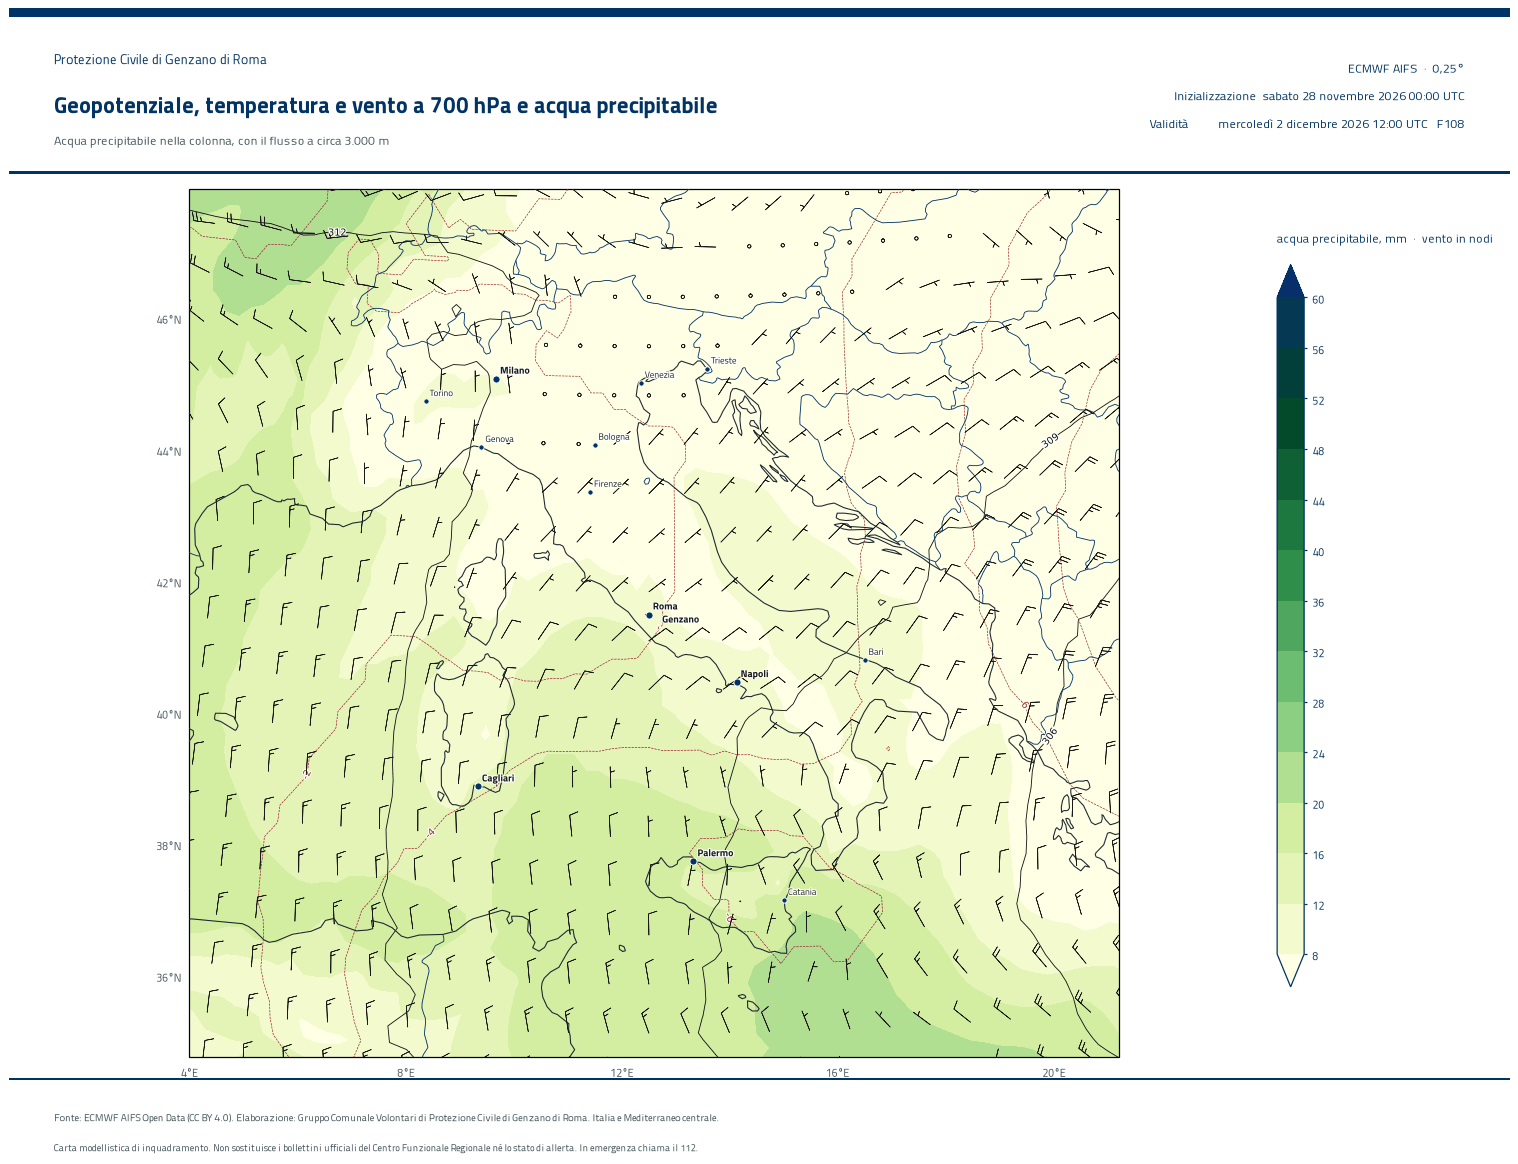 Protezione Civile di Genzano di Roma
Geopotenziale, temperatura e vento a 700 hPa e acqua precipitabile
Acqua precipitabile nella colonna, con il flusso a circa 3.000 m
ECMWF AIFS · 0,25°
Inizializzazione sabato 28 novembre 2026 00:00 UTC
Validità mercoledì 2 dicembre 2026 12:00 UTC F108
acqua precipitabile, mm · vento in nodi
60
56
52
48
44
40
36
32
28
24
20
16
12
8
312
309
306
46°N
44°N
42°N
40°N
38°N
36°N
4°E
8°E
12°E
16°E
20°E
Milano
Torino
Venezia
Trieste
Genova
Bologna
Firenze
Roma
Genzano
Napoli
Bari
Cagliari
Palermo
Catania
Fonte: ECMWF AIFS Open Data (CC BY 4.0). Elaborazione: Gruppo Comunale Volontari di Protezione Civile di Genzano di Roma. Italia e Mediterraneo centrale.
Carta modellistica di inquadramento. Non sostituisce i bollettini ufficiali del Centro Funzionale Regionale né lo stato di allerta. In emergenza chiama il 112.